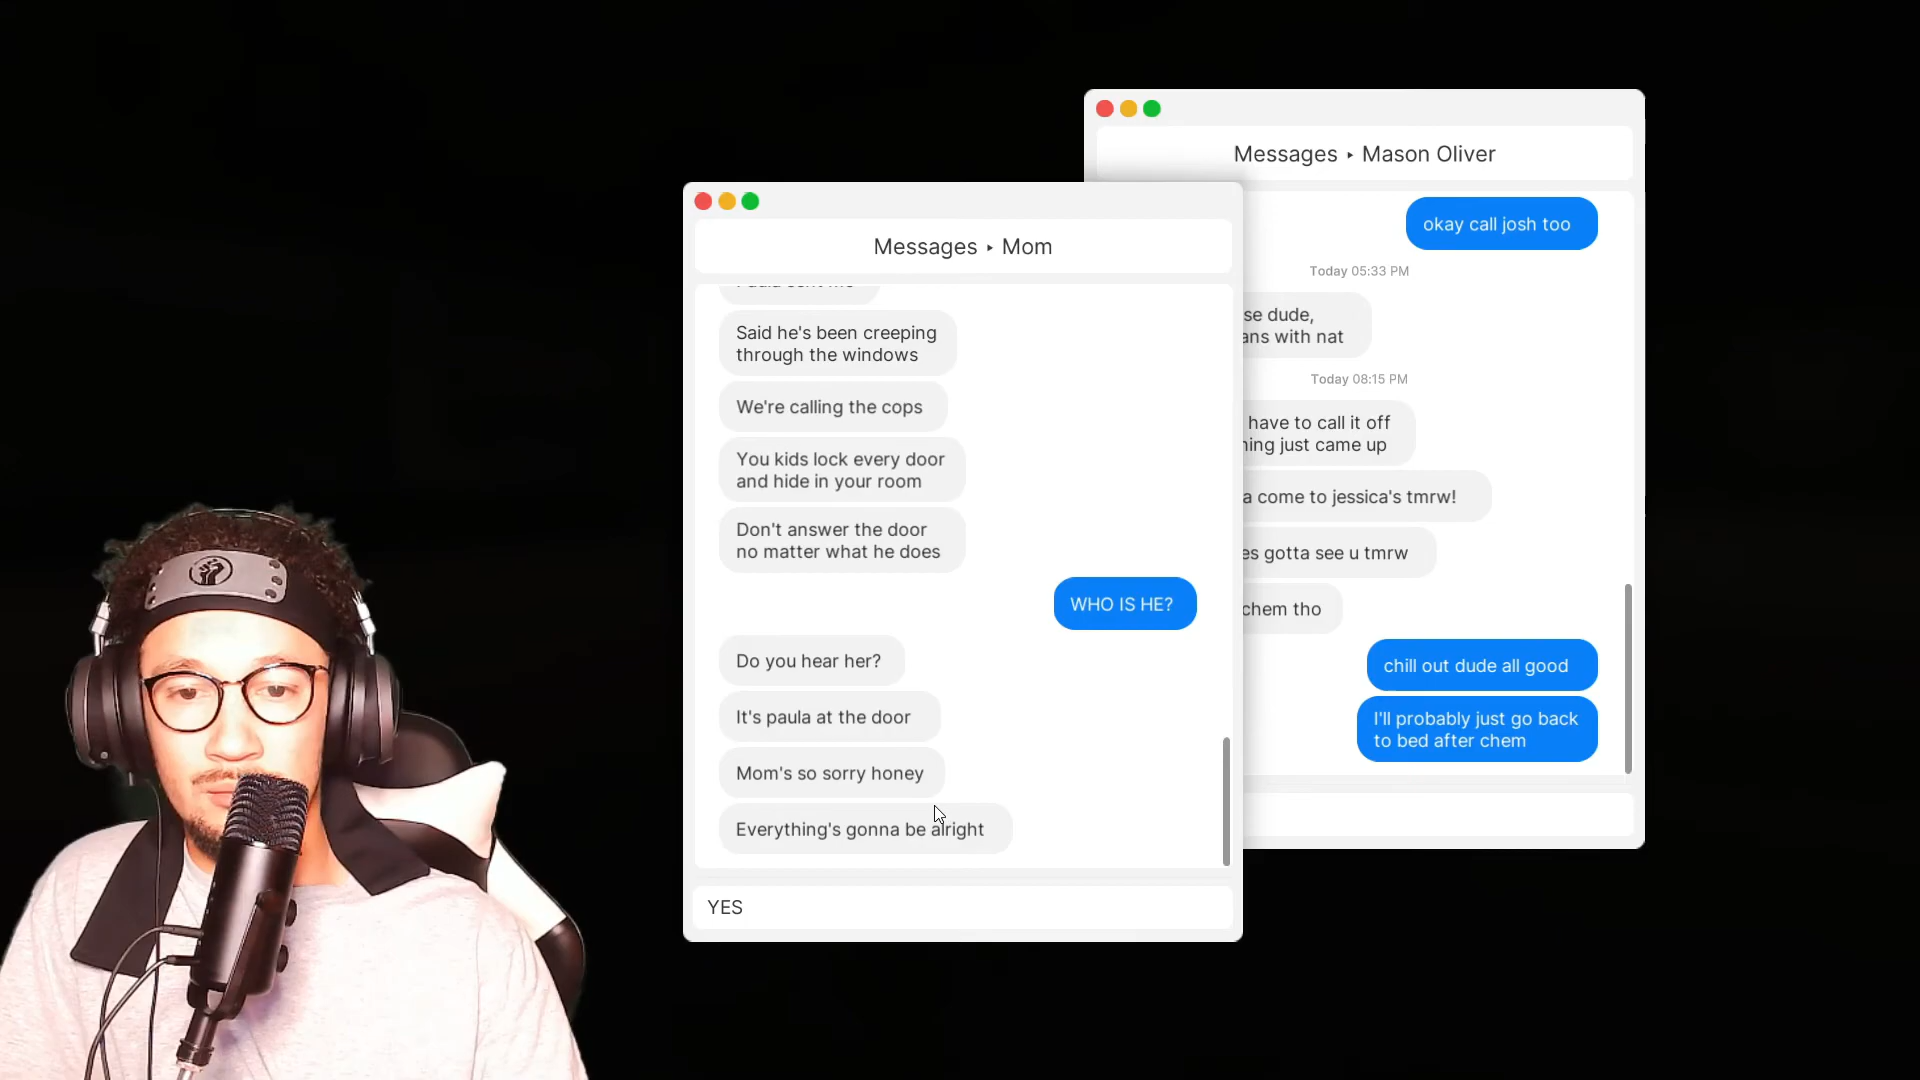 Messages ▸ Mom
Said he's been creeping
through the windows
We're calling the cops
You kids lock every door
and hide in your room
Don't answer the door
no matter what he does
WHO IS HE?
Do you hear her?
It's paula at the door
Mom's so sorry honey
Everything's gonna be alright
YES
Messages ▸ Mason Oliver
okay call josh too
Today 05:33 PM
dude,
with nat
Today 08:15 PM
have to call it off
just came up
come to jessica's tmrw!
gotta see u tmrw
chem tho
chill out dude all good
I'll probably just go back
to bed after chem